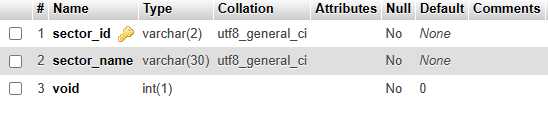 # Name Type Collation Attributes Null Default Comments
1 sector_id varchar(2) utf8_general_ci No None
2 sector_name varchar(30) utf8_general_ci No None
3 void int(1) No 0